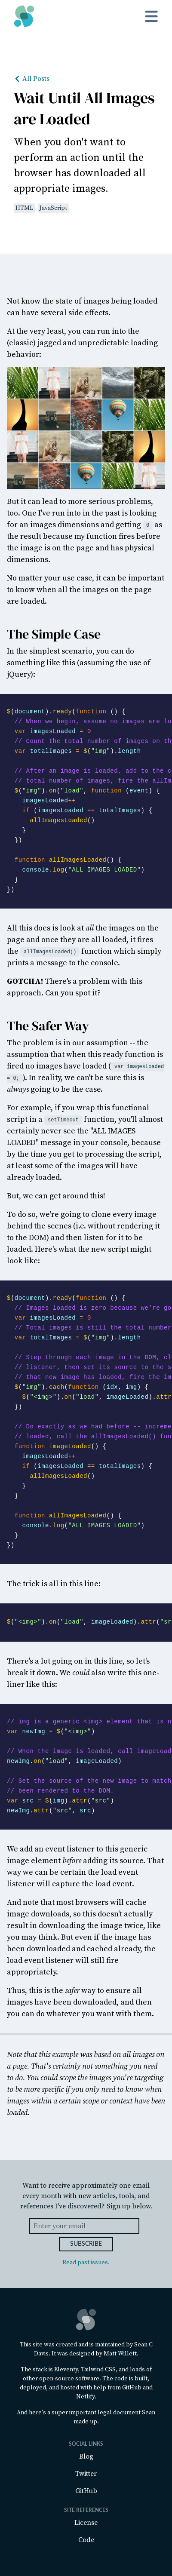 All Posts
Wait Until All Images
are Loaded
When you don't want to
perform an action until the
browser has downloaded all
appropriate images.
HTML JavaScript
Not know the state of images being loaded
can have several side effects.
At the very least, you can run into the
(classic) jagged and unpredictable loading
behavior:
But it can lead to more serious problems,
too. One I've run into in the past is looking
for an images dimensions and getting 0 as
the result because my function fires before
the image is on the page and has physical
dimensions.
No matter your use case, it can be important
to know when all the images on the page
are loaded.
The Simple Case
In the simplest scenario, you can do
something like this (assuming the use of
jQuery):
$(document).ready(function () {
// When we begin, assume no images are lo
var imagesLoaded = 0
// Count the total number of images on th
var totalImages = $("img").length
// After an image is loaded, add to the c
// total number of images, fire the allIm
$("img").on("load", function (event) {
imagesLoaded++
if (imagesLoaded == totalImages) {
allImagesLoaded()
}
})
function allImagesLoaded() {
console.log("ALL IMAGES LOADED")
}
})
All this does is look at all the images on the
page and once they are all loaded, it fires
the allImagesLoaded() function which simply
prints a message to the console.
GOTCHA! There's a problem with this
approach. Can you spot it?
The Safer Way
The problem is in our assumption -- the
assumption that when this ready function is
fired no images have loaded ( var imagesLoaded
= 0; ). In reality, we can't be sure this is
always going to be the case.
For example, if you wrap this functional
script in a setTimeout function, you'll almost
certainly never see the "ALL IMAGES
LOADED" message in your console, because
by the time you get to processing the script,
at least some of the images will have
already loaded.
But, we can get around this!
To do so, we're going to clone every image
behind the scenes (i.e. without rendering it
to the DOM) and then listen for it to be
loaded. Here's what the new script might
look like:
$(document).ready(function () {
// Images loaded is zero because we're go
var imagesLoaded = 0
// Total images is still the total number
var totalImages = $("img").length
// Step through each image in the DOM, cl
// listener, then set its source to the s
// that new image has loaded, fire the im
$("img").each(function (idx, img) {
$("<img>").on("load", imageLoaded).attr
})
// Do exactly as we had before -- increme
// loaded, call the allImagesLoaded() fun
function imageLoaded() {
imagesLoaded++
if (imagesLoaded == totalImages) {
allImagesLoaded()
}
}
function allImagesLoaded() {
console.log("ALL IMAGES LOADED")
}
})
The trick is all in this line:
$("<img>").on("load", imageLoaded).attr("sr
There's a lot going on in this line, so let's
break it down. We could also write this one-
liner like this:
// img is a generic <img> element that is n
var newImg = $("<img>")
// When the image is loaded, call imageLoad
newImg.on("load", imageLoaded)
// Set the source of the new image to match
// been rendered to the DOM.
var src = $(img).attr("src")
newImg.attr("src", src)
We add an event listener to this generic
image element before adding its source. That
way we can be certain the load event
listener will capture the load event.
And note that most browsers will cache
image downloads, so this doesn't actually
result in downloading the image twice, like
you may think. But even if the image has
been downloaded and cached already, the
load event listener will still fire
appropriately.
Thus, this is the safer way to ensure all
images have been downloaded, and then
you can do whatever you want with them.
Note that this example was based on all images on
a page. That's certainly not something you need
to do. You could scope the images you're targeting
to be more specific if you only need to know when
images within a certain scope or context have been
loaded.
Want to receive approximately one email
every month with new articles, tools, and
references I've discovered? Sign up below.
Enter your email
SUBSCRIBE
Read past issues.
This site was created and is maintained by Sean C
Davis. It was designed by Matt Willett.
The stack is Eleventy, Tailwind CSS, and loads of
other open-source software. The code is built,
deployed, and hosted with help from GitHub and
Netlify.
And here's a super important legal document Sean
made up.
SOCIAL LINKS
Blog
Twitter
GitHub
SITE REFERENCES
License
Code